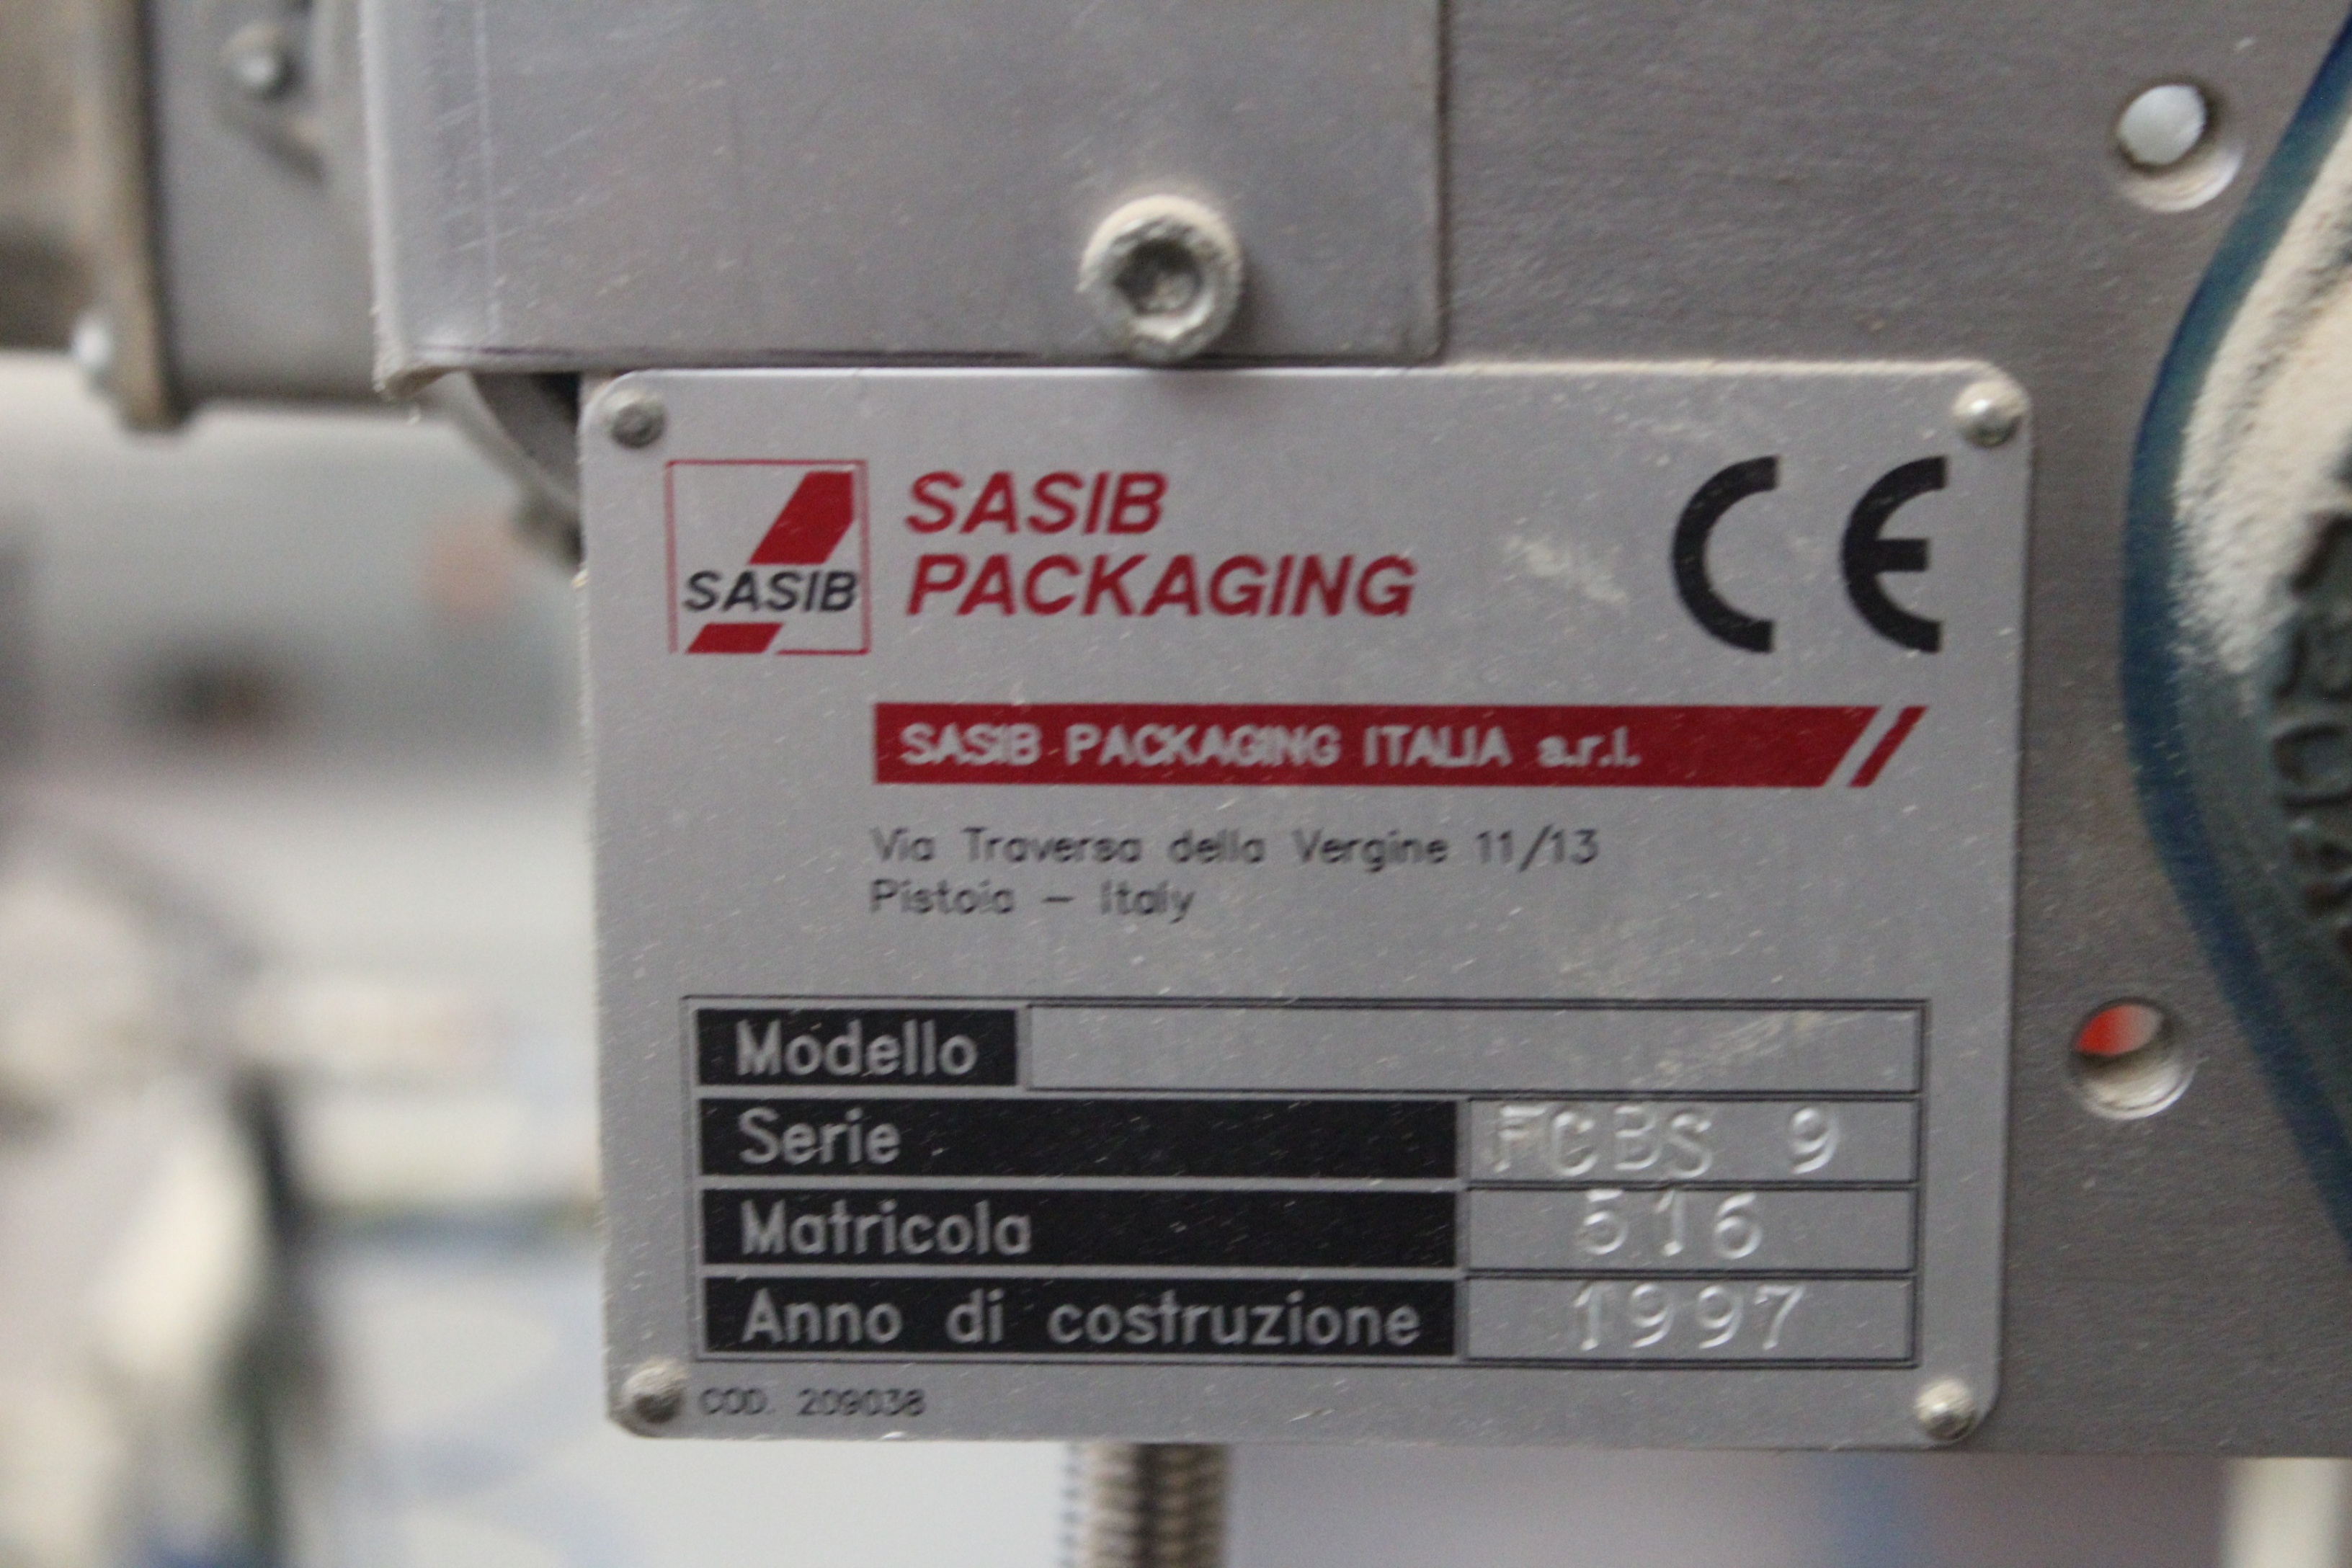 SASIB
SASIB
PACKAGING
CE
SASIB PACKAGING ITALIA s.r.l.
Via Traversa della Vergine 11/13
Pistoia - Italy
Modello
Serie FCBS 9
Matricola 516
Anno di costruzione 1997
COD. 209038